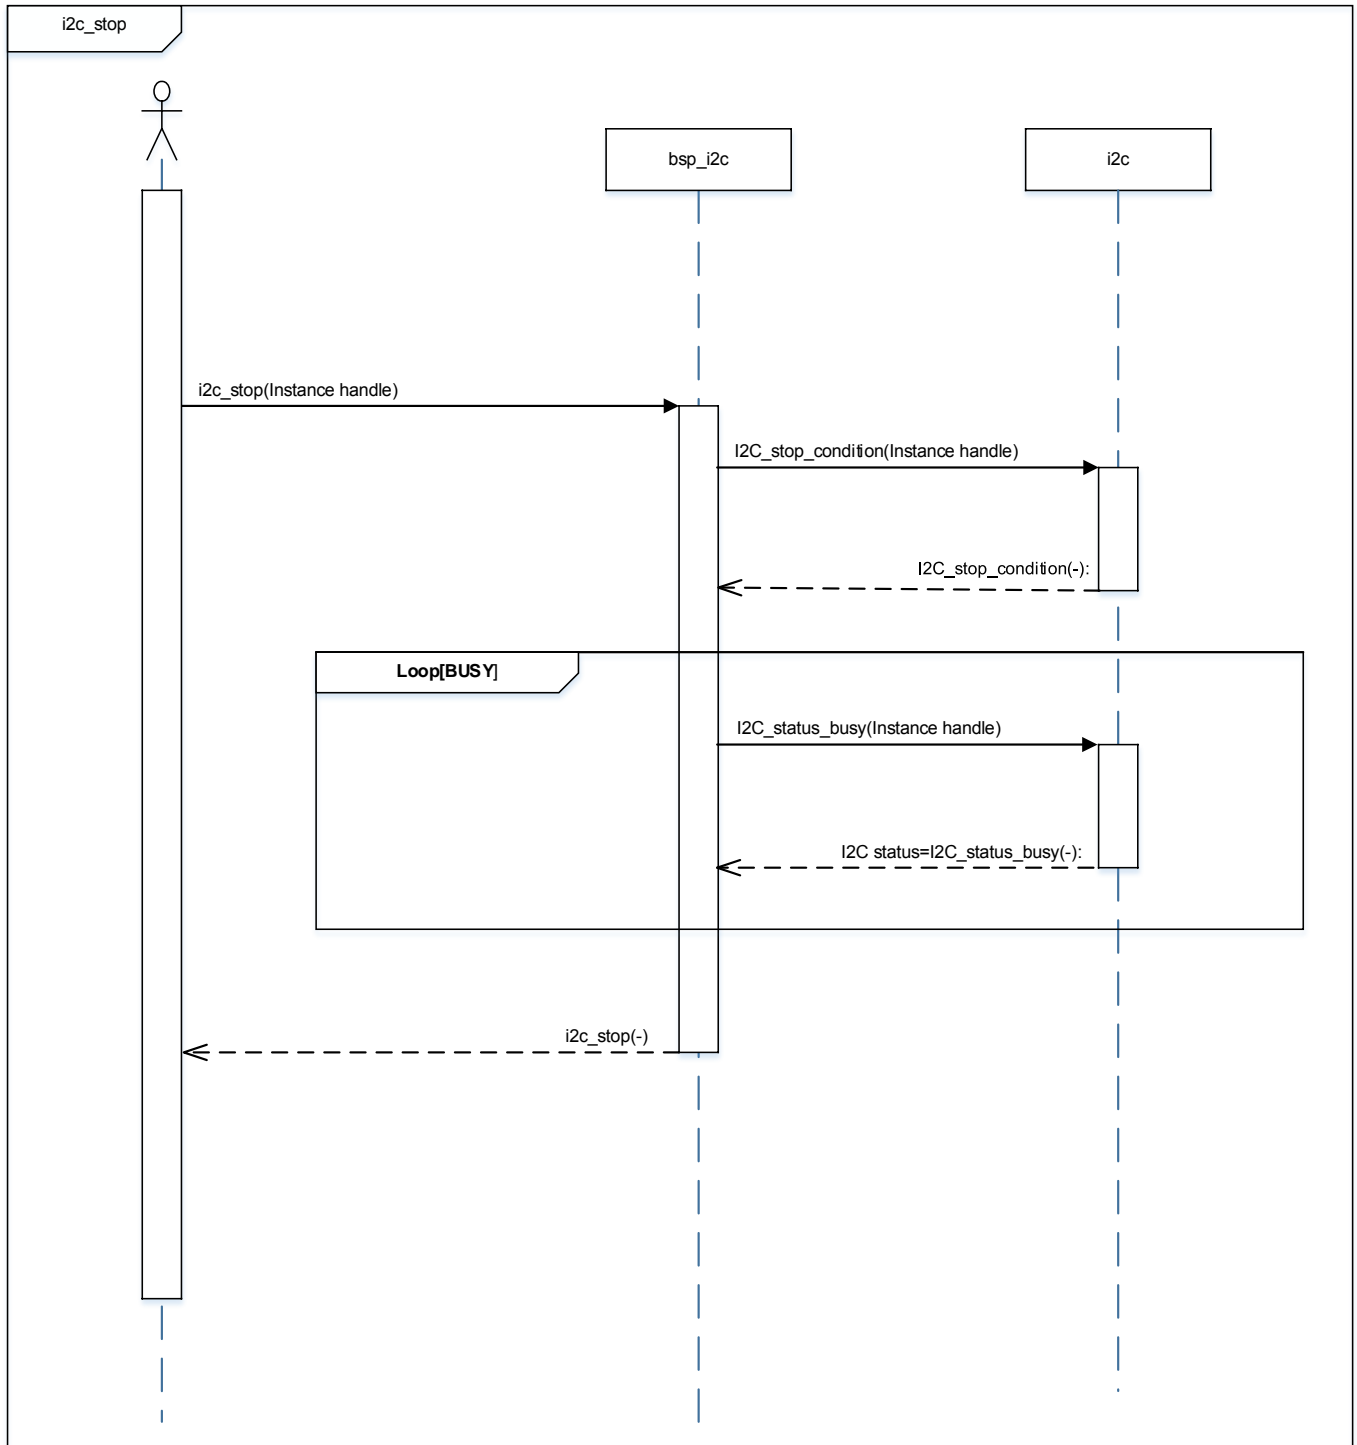 i2c_stop
bsp_i2c
i2c
i2c_stop(Instance handle)
I2C_stop_condition(Instance handle)
I2C_stop_condition(-):
Loop[BUSY]
I2C_status_busy(Instance handle)
I2C status=I2C_status_busy(-):
i2c_stop(-)